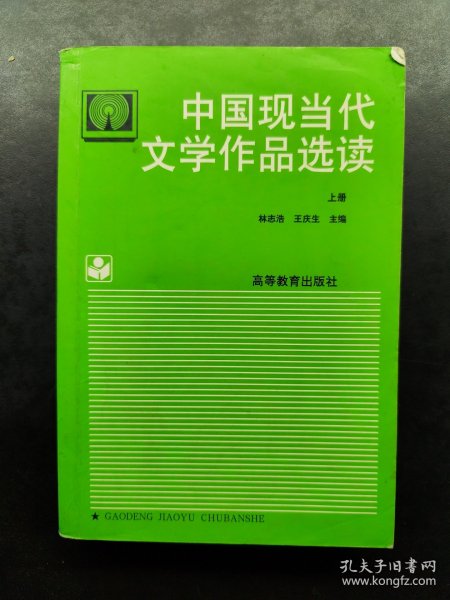 中国现当代
文学作品选读
上册
林志浩 王庆生 主编
高等教育出版社
★ GAODENG JIAOYU CHUBANSHE
孔夫子旧书网
www.kongfz.com